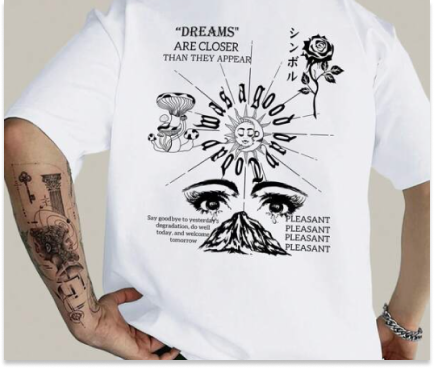 “DREAMS”
ARE CLOSER
THAN THEY APPEAR
シンボル
Today was a good day
Say goodbye to yesterday's
degradation, do well
today, and welcome
tomorrow
PLEASANT
PLEASANT
PLEASANT
PLEASANT